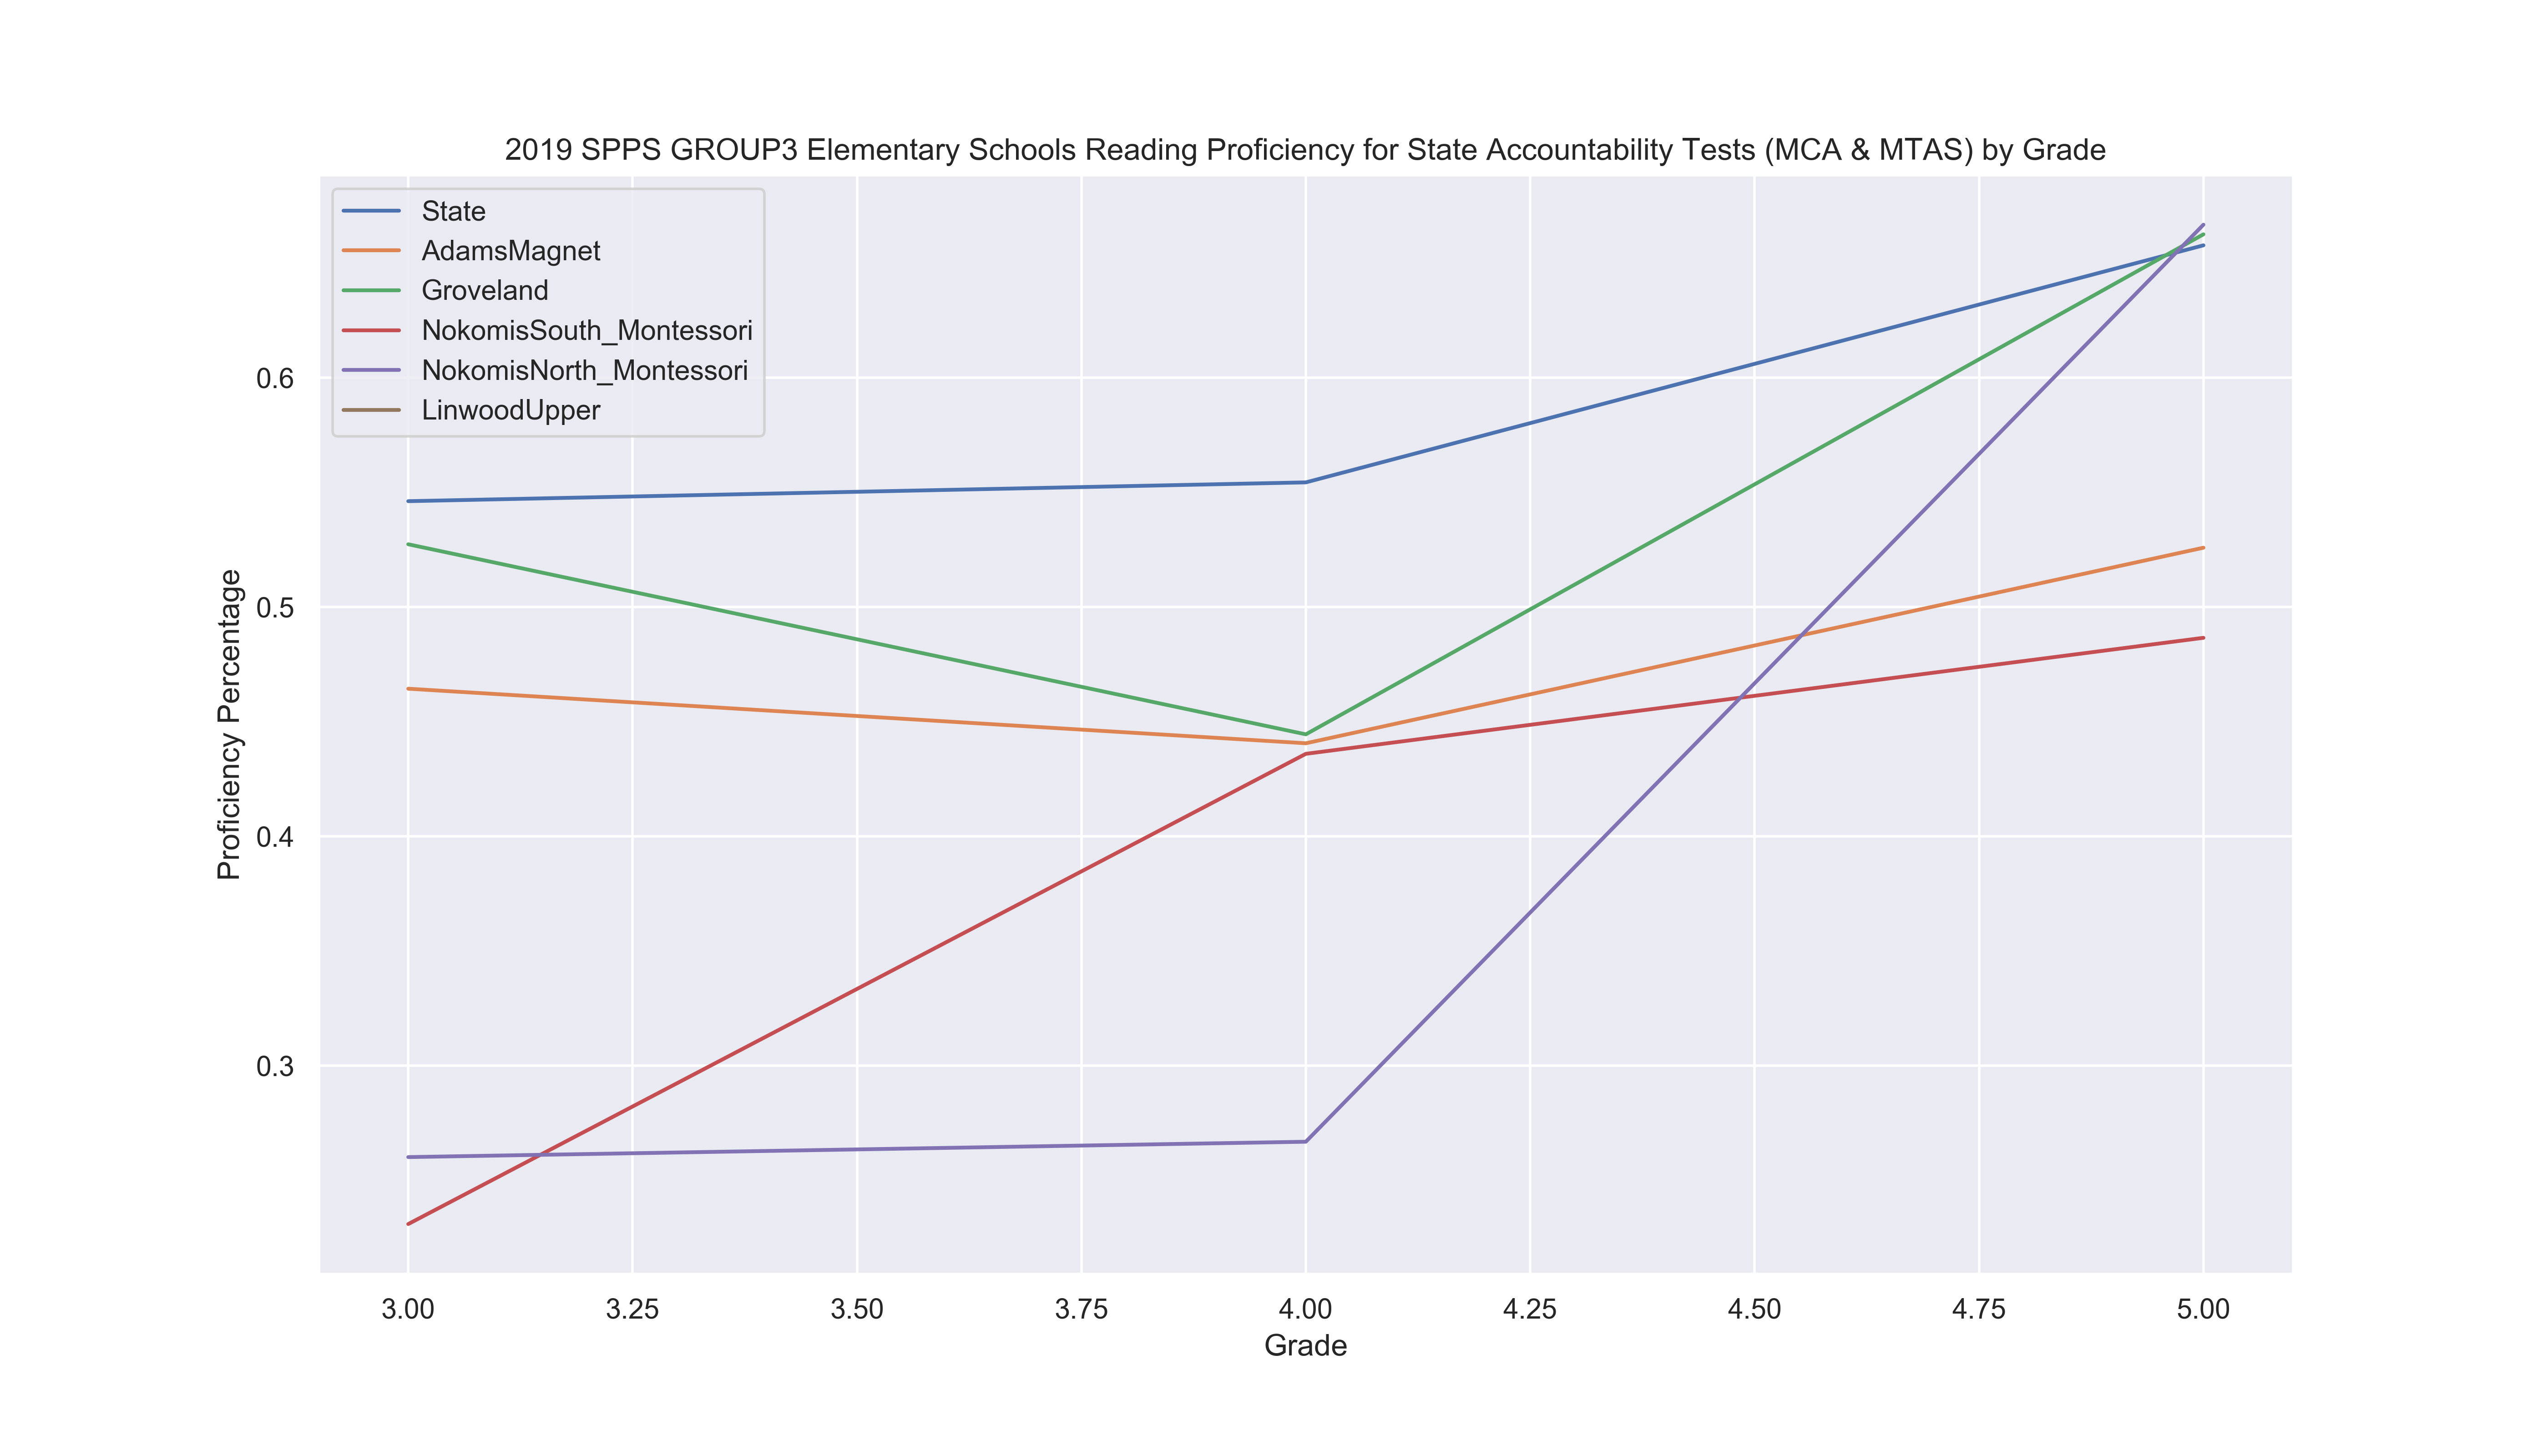 2019 SPPS GROUP3 Elementary Schools Reading Proficiency for State Accountability Tests (MCA & MTAS) by Grade
State
AdamsMagnet
Groveland
NokomisSouth_Montessori
NokomisNorth_Montessori
LinwoodUpper
0.6
0.5
0.4
0.3
Proficiency Percentage
3.00 3.25 3.50 3.75 4.00 4.25 4.50 4.75 5.00
Grade